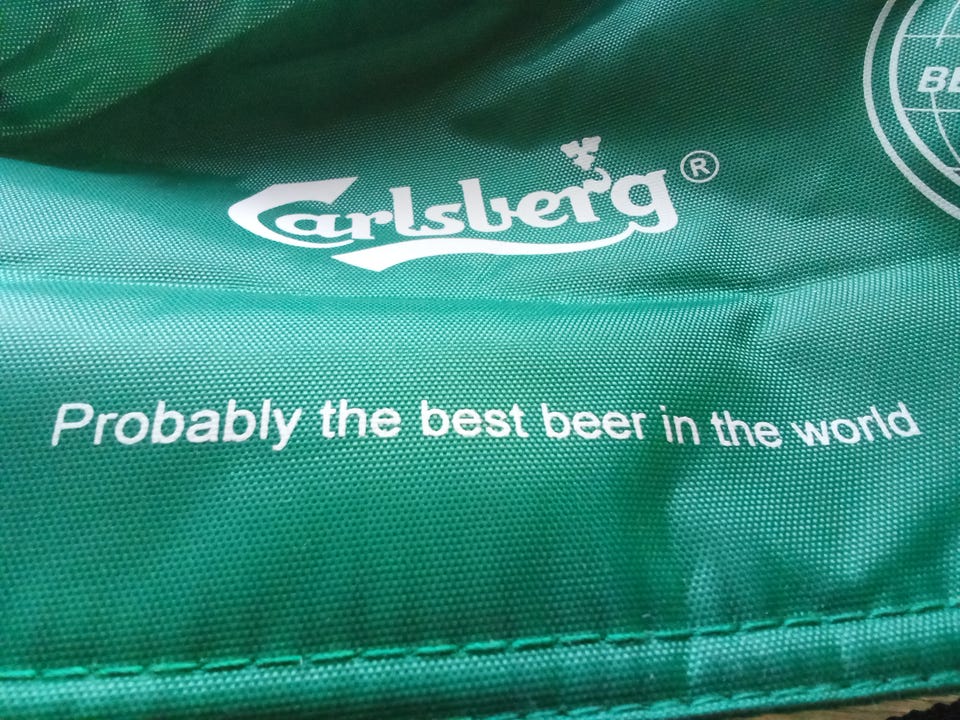 Carlsberg®
Probably the best beer in the world